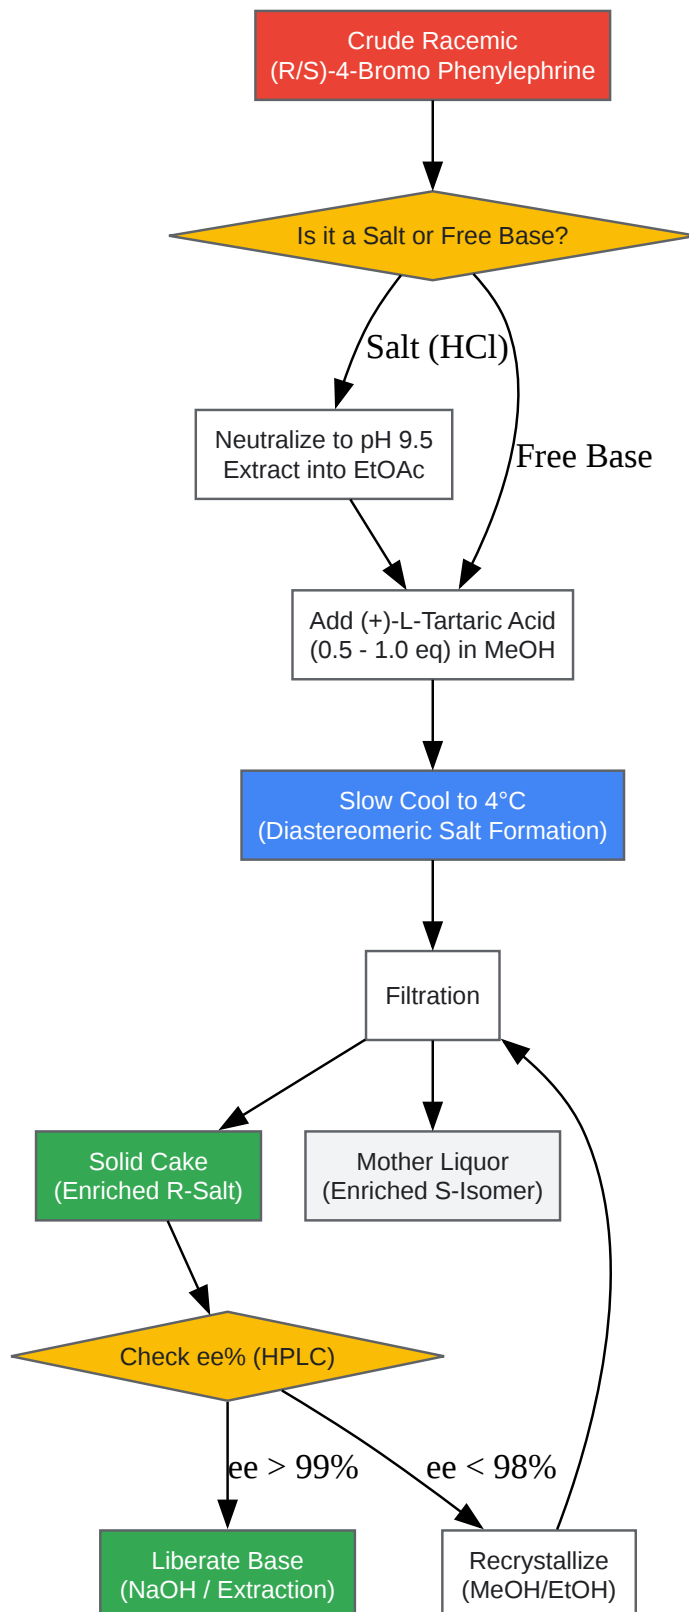 Crude Racemic
(R/S)-4-Bromo Phenylephrine
Is it a Salt or Free Base?
Salt (HCl)
Neutralize to pH 9.5
Extract into EtOAc
Free Base
Add (+)-L-Tartaric Acid
(0.5 - 1.0 eq) in MeOH
Slow Cool to 4°C
(Diastereomeric Salt Formation)
Filtration
Solid Cake
(Enriched R-Salt)
Mother Liquor
(Enriched S-Isomer)
Check ee% (HPLC)
ee > 99%
ee < 98%
Liberate Base
(NaOH / Extraction)
Recrystallize
(MeOH/EtOH)